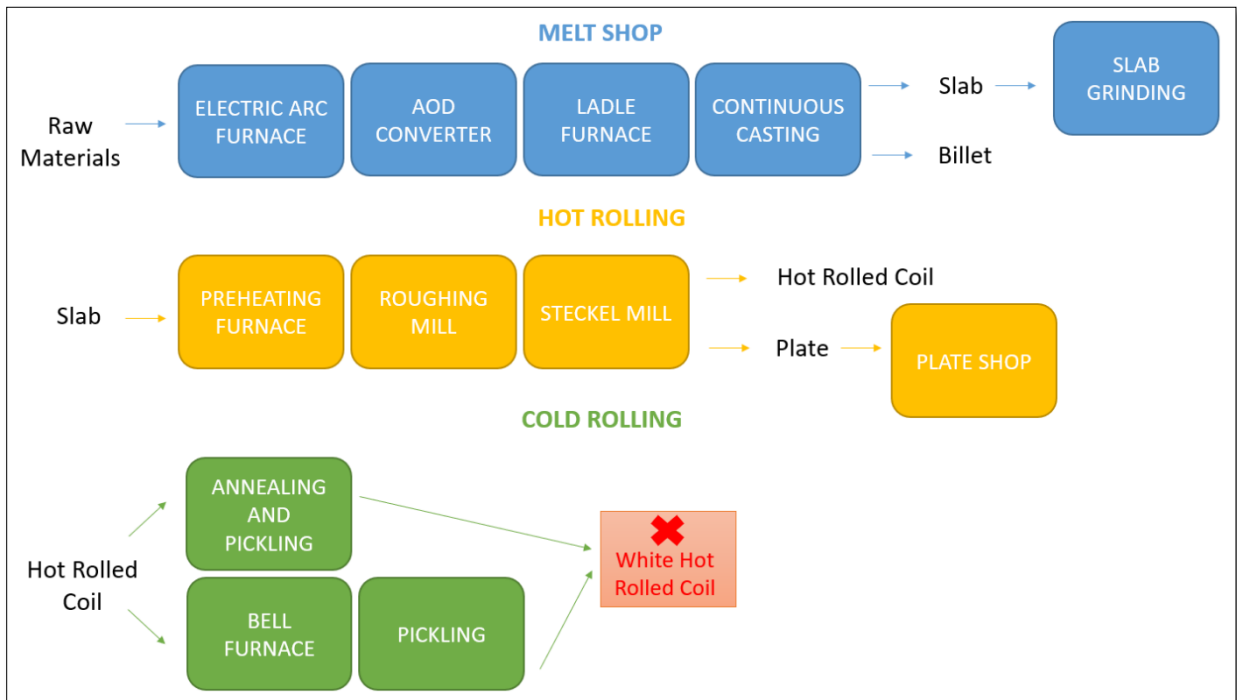 MELT SHOP
Raw
Materials
ELECTRIC ARC
FURNACE
AOD
CONVERTER
LADLE
FURNACE
CONTINUOUS
CASTING
Slab
Billet
SLAB
GRINDING
HOT ROLLING
Slab
PREHEATING
FURNACE
ROUGHING
MILL
STECKEL MILL
Hot Rolled Coil
Plate
PLATE SHOP
COLD ROLLING
Hot Rolled
Coil
ANNEALING
AND
PICKLING
BELL
FURNACE
PICKLING
White Hot
Rolled Coil